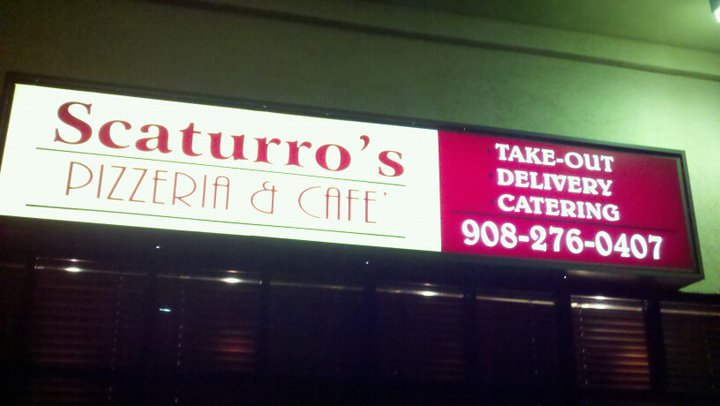 Scaturro's
PIZZERIA & CAFE'
TAKE-OUT
DELIVERY
CATERING
908-276-0407